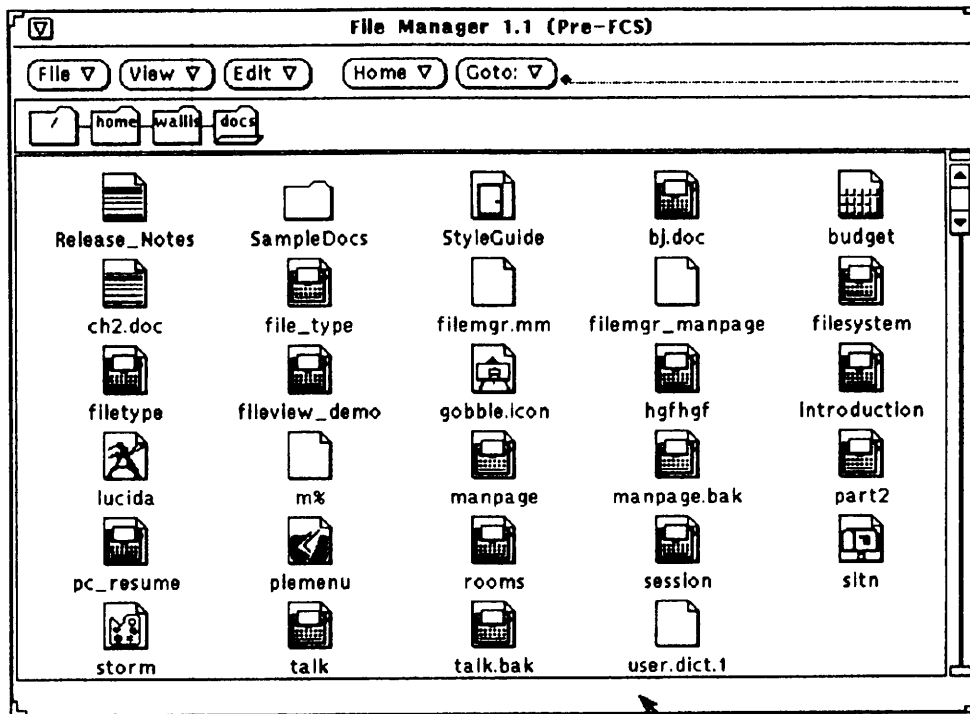 File Manager 1.1 (Pre-FCS)
File View Edit Home Goto:
/ home wallis docs
Release_Notes SampleDocs StyleGuide bj.doc budget
ch2.doc file_type filemgr.mm filemgr_manpage filesystem
filetype fileview_demo gobble.icon hgfhgf introduction
lucida m% manpage manpage.bak part2
pc_resume piemenu rooms session sltn
storm talk talk.bak user.dict.1